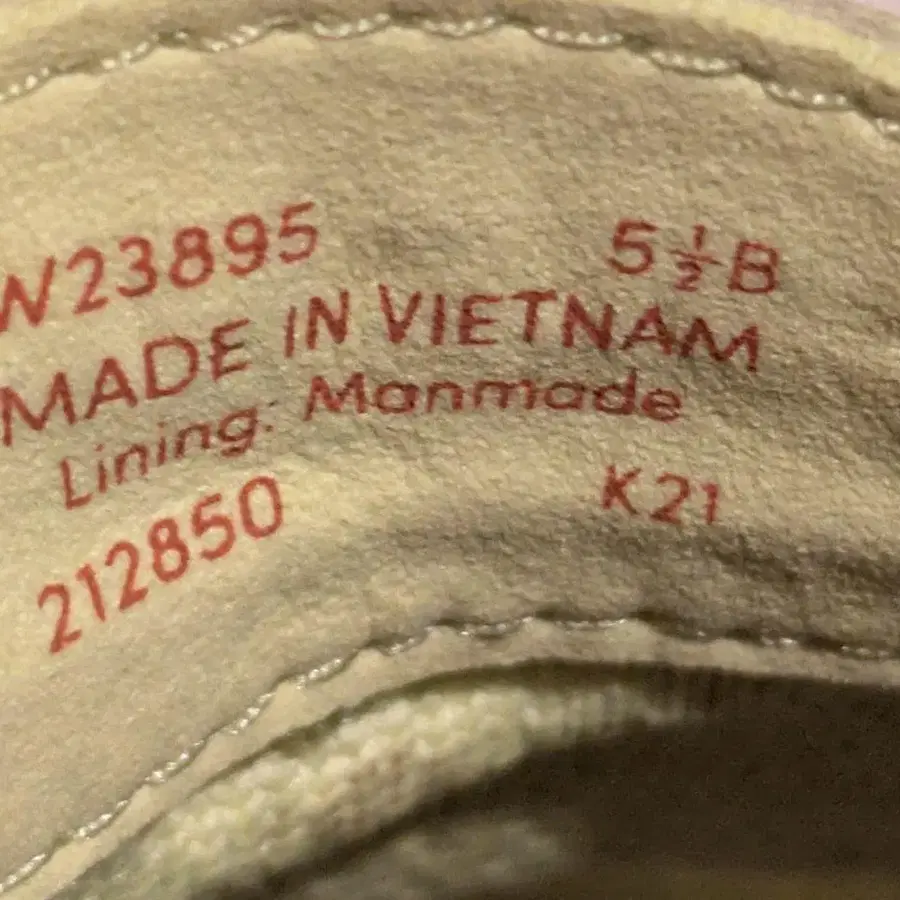 W23895 5½B
MADE IN VIETNAM
Lining: Manmade
212850 K21